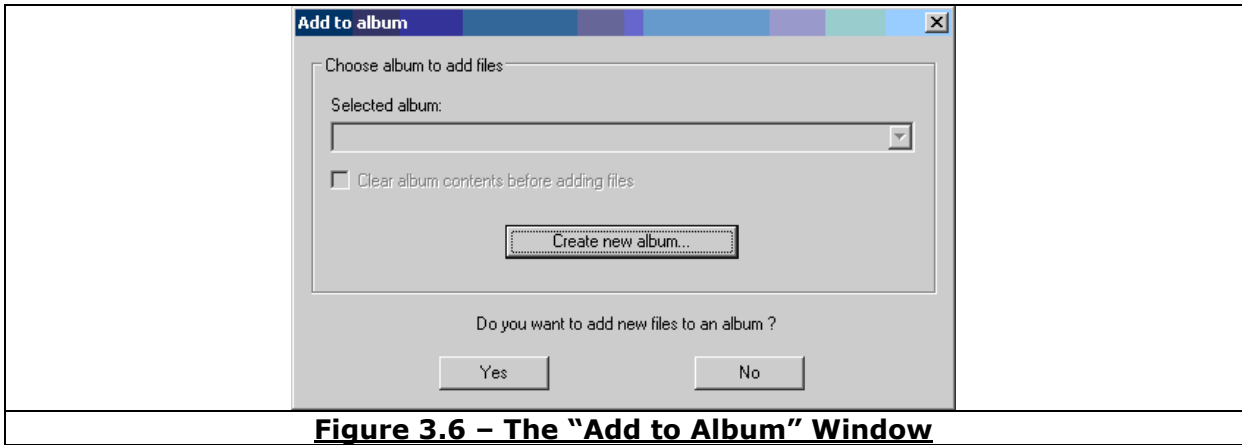 Add to album
Choose album to add files
Selected album:
Clear album contents before adding files
Create new album...
Do you want to add new files to an album ?
Yes No
Figure 3.6 – The “Add to Album” Window